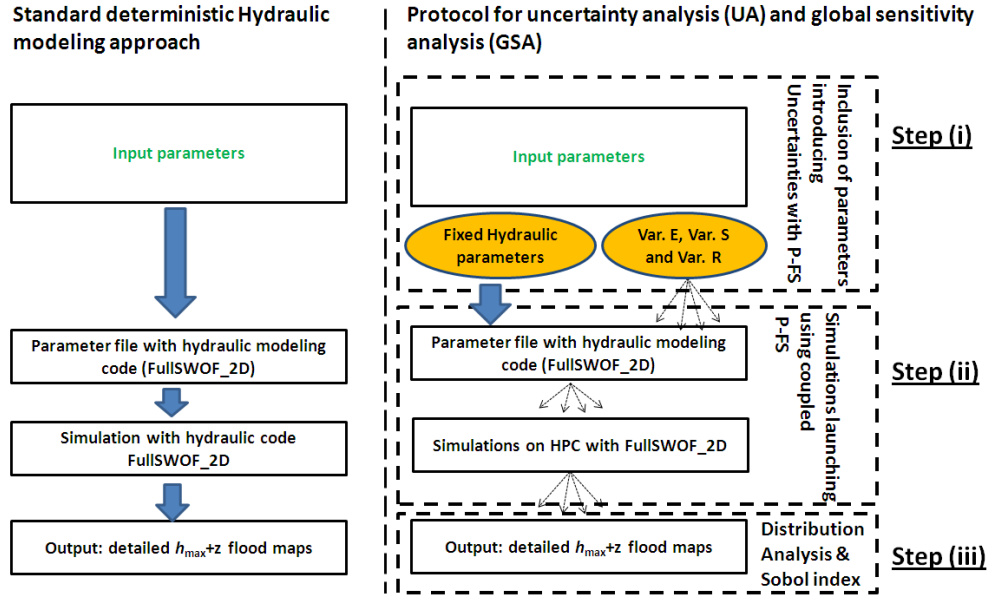 Standard deterministic Hydraulic
modeling approach
Input parameters
Parameter file with hydraulic modeling
code (FullSWOF_2D)
Simulation with hydraulic code
FullSWOF_2D
Output: detailed hmax+z flood maps
Protocol for uncertainty analysis (UA) and global sensitivity
analysis (GSA)
Input parameters
Fixed Hydraulic
parameters
Var. E, Var. S
and Var. R
Inclusion of parameters
introducing
Uncertainties with P-FS
Step (i)
Parameter file with hydraulic modeling
code (FullSWOF_2D)
Simulations on HPC with FullSWOF_2D
Simulations launching
using coupled
P-FS
Step (ii)
Output: detailed hmax+z flood maps
Distribution
Analysis &
Sobol index
Step (iii)